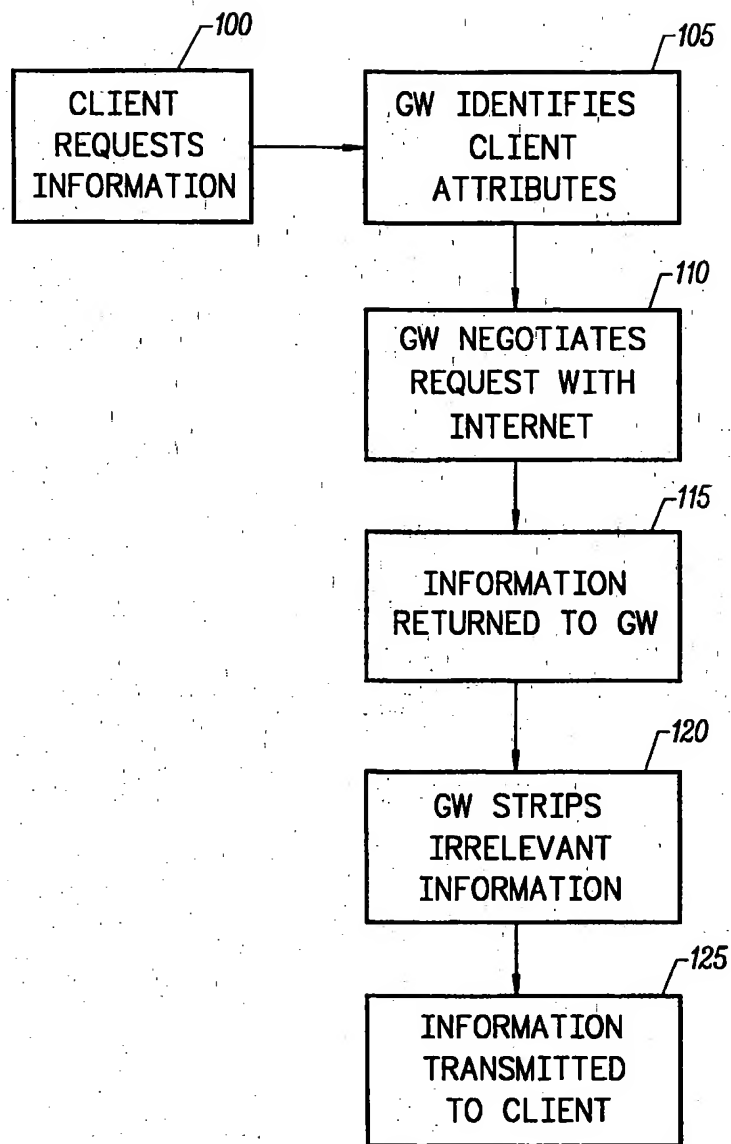 100
CLIENT
REQUESTS
INFORMATION
105
GW IDENTIFIES
CLIENT
ATTRIBUTES
110
GW NEGOTIATES
REQUEST WITH
INTERNET
115
INFORMATION
RETURNED TO GW
120
GW STRIPS
IRRELEVANT
INFORMATION
125
INFORMATION
TRANSMITTED
TO CLIENT